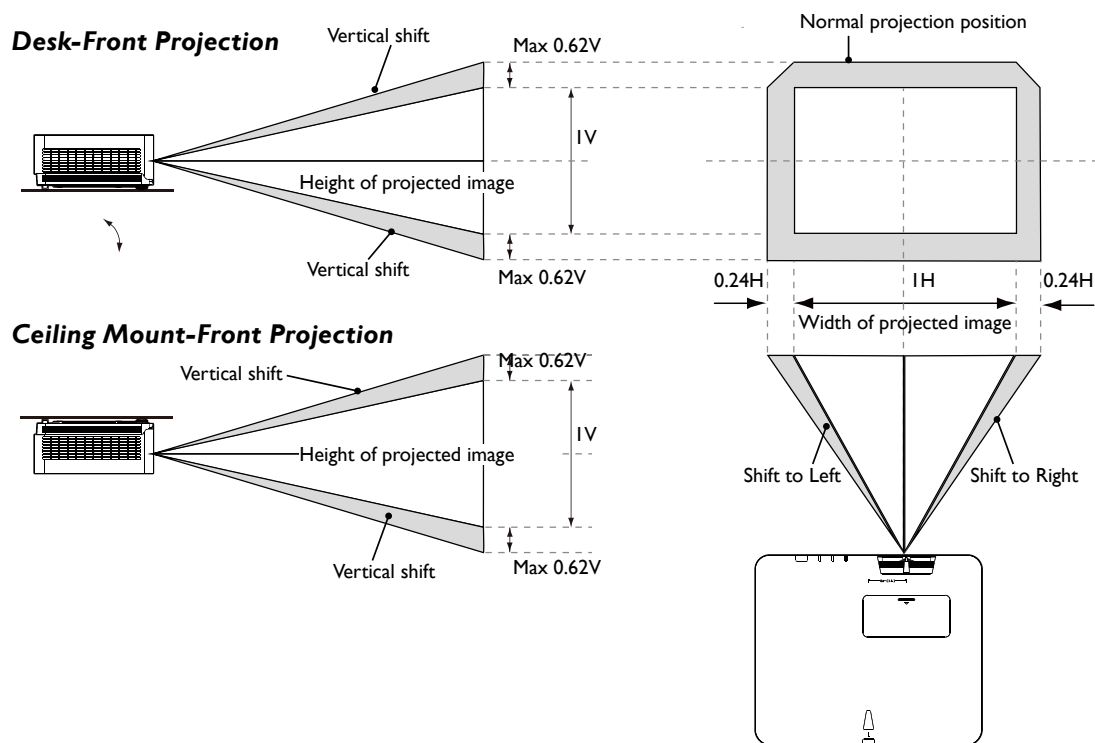 Desk-Front Projection
Vertical shift
Max 0.62V
Normal projection position
1V
Height of projected image
Vertical shift
Max 0.62V
0.24H
1H
0.24H
Width of projected image
Ceiling Mount-Front Projection
Vertical shift
Max 0.62V
1V
Height of projected image
Shift to Left
Shift to Right
Vertical shift
Max 0.62V